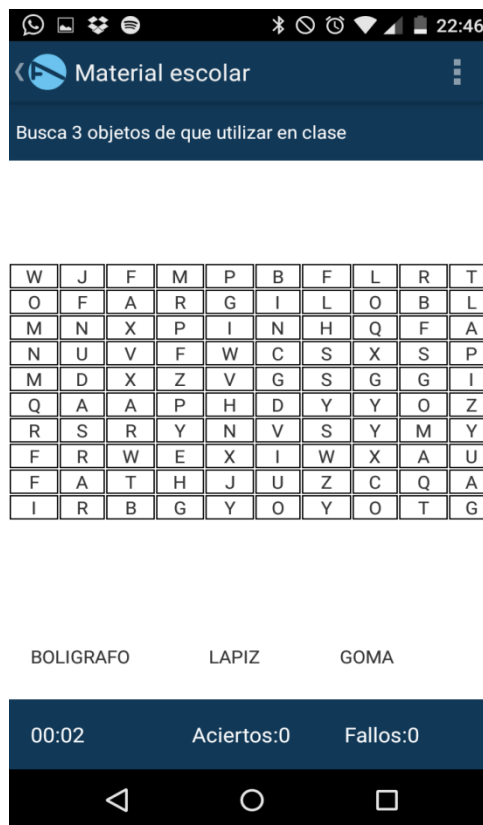 22:46
Material escolar
Busca 3 objetos de que utilizar en clase
W J F M P B F L R T
O F A R G I L O B L
M N X P I N H Q F A
N U V F W C S X S P
M D X Z V G S G G I
Q A A P H D Y Y O Z
R S R Y N V S Y M Y
F R W E X I W X A U
F A T H J U Z C Q A
I R B G Y O Y O T G
BOLIGRAFO LAPIZ GOMA
00:02 Aciertos:0 Fallos:0